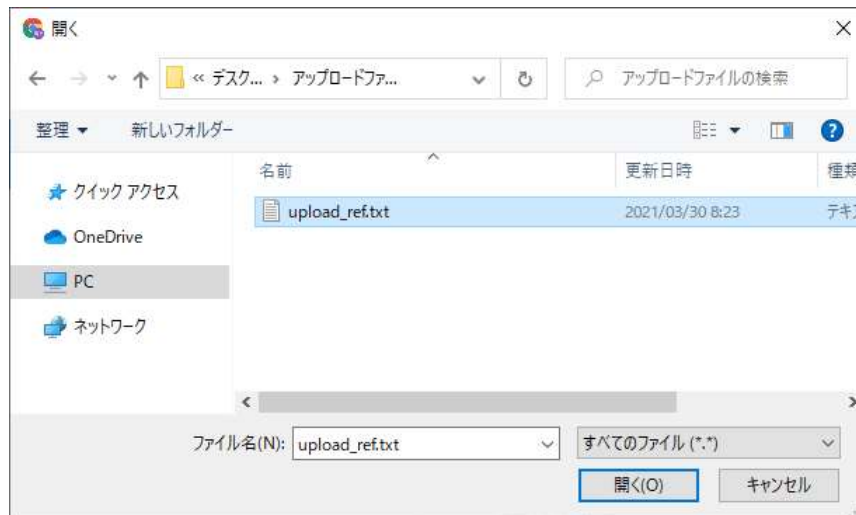 開く
« デスク... › アップロードファ... アップロードファイルの検索
整理 新しいフォルダー
名前 更新日時 種類
クイック アクセス
upload_ref.txt 2021/03/30 8:23 テキ
OneDrive
PC
ネットワーク
ファイル名(N): upload_ref.txt すべてのファイル (*.*)
開く(O) キャンセル